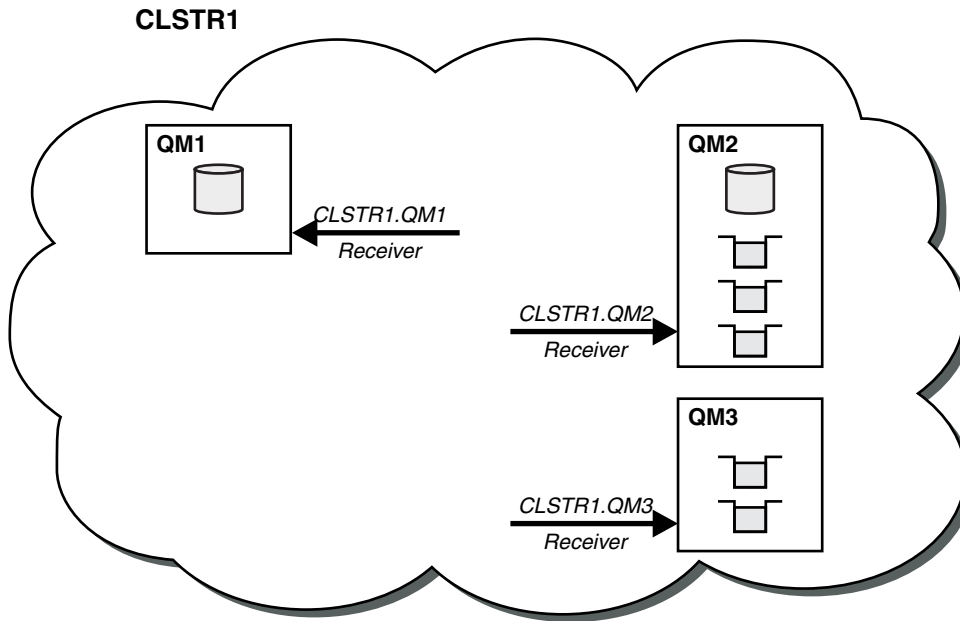 CLSTR1
QM1
CLSTR1.QM1
Receiver
QM2
CLSTR1.QM2
Receiver
QM3
CLSTR1.QM3
Receiver